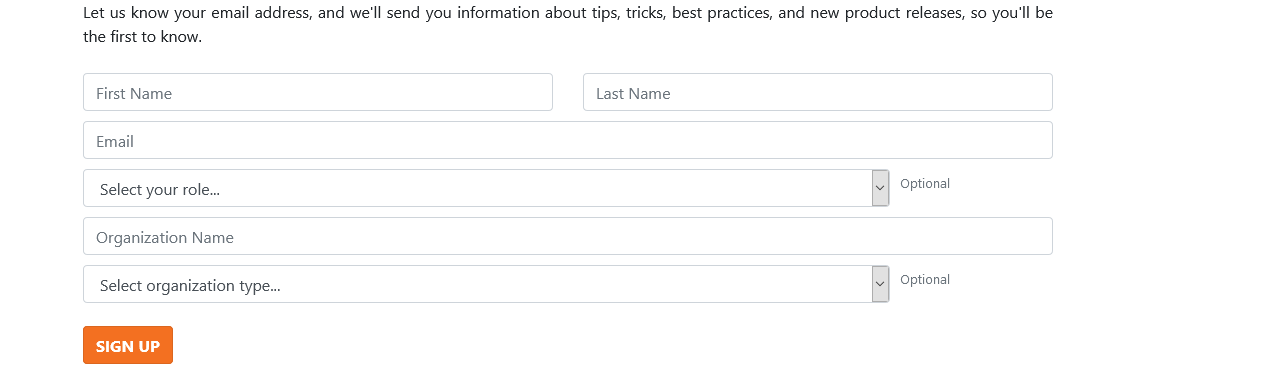 Let us know your email address, and we'll send you information about tips, tricks, best practices, and new product releases, so you'll be
the first to know.
First Name
Last Name
Email
Select your role...
Optional
Organization Name
Select organization type...
Optional
SIGN UP